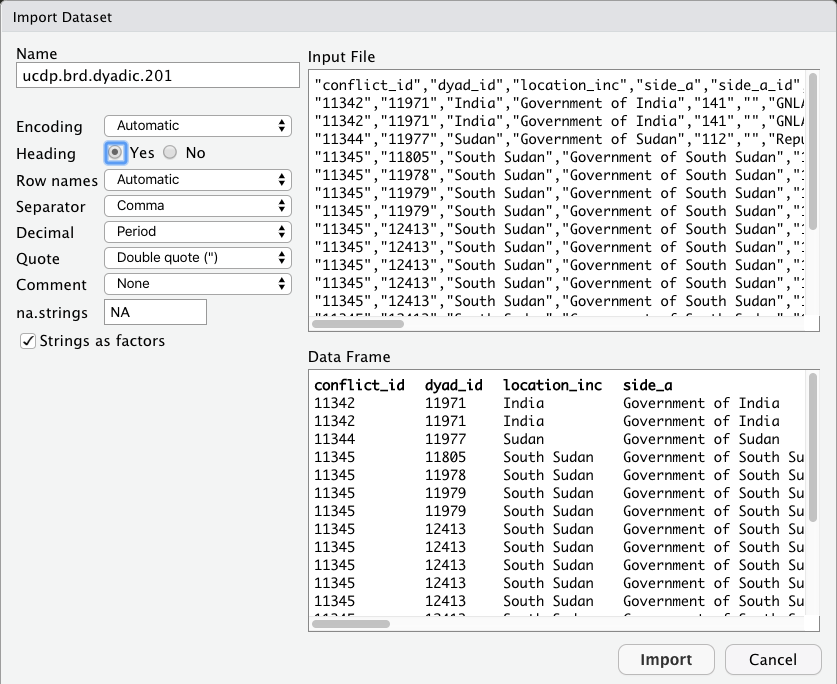 Import Dataset
Name
ucdp.brd.dyadic.201
Encoding Automatic
Heading Yes No
Row names Automatic
Separator Comma
Decimal Period
Quote Double quote (")
Comment None
na.strings NA
Strings as factors
Input File
"conflict_id","dyad_id","location_inc","side_a","side_a_id"
"11342","11971","India","Government of India","141","","GNLA
"11342","11971","India","Government of India","141","","GNLA
"11344","11977","Sudan","Government of Sudan","112","","Repu
"11345","11805","South Sudan","Government of South Sudan","1
"11345","11978","South Sudan","Government of South Sudan","1
"11345","11979","South Sudan","Government of South Sudan","1
"11345","11979","South Sudan","Government of South Sudan","1
"11345","12413","South Sudan","Government of South Sudan","1
"11345","12413","South Sudan","Government of South Sudan","1
"11345","12413","South Sudan","Government of South Sudan","1
"11345","12413","South Sudan","Government of South Sudan","1
"11345","12413","South Sudan","Government of South Sudan","1
Data Frame
conflict_id dyad_id location_inc side_a
11342 11971 India Government of India
11342 11971 India Government of India
11344 11977 Sudan Government of Sudan
11345 11805 South Sudan Government of South Su
11345 11978 South Sudan Government of South Su
11345 11979 South Sudan Government of South Su
11345 11979 South Sudan Government of South Su
11345 12413 South Sudan Government of South Su
11345 12413 South Sudan Government of South Su
11345 12413 South Sudan Government of South Su
11345 12413 South Sudan Government of South Su
11345 12413 South Sudan Government of South Su
Import Cancel